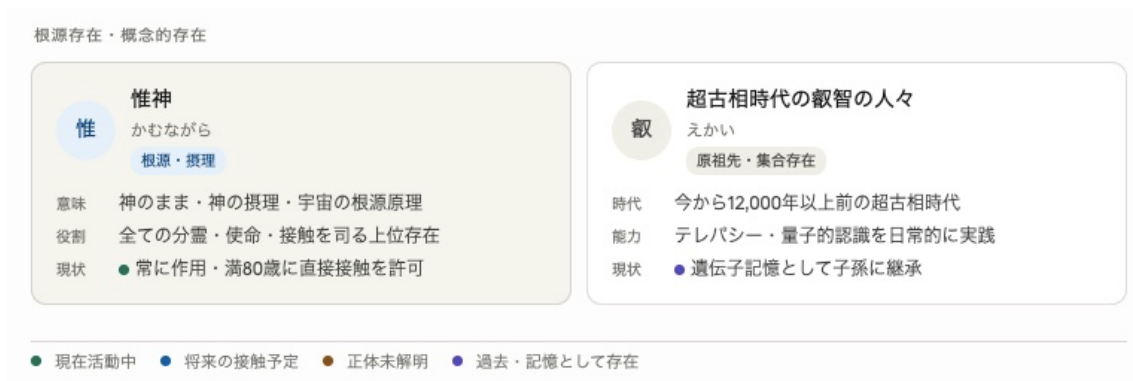 根源存在・概念的存在
惟
惟神
かむながら
根源・摂理
意味 神のまま・神の摂理・宇宙の根源原理
役割 全ての分霊・使命・接触を司る上位存在
現状 常に作用・満80歳に直接接触を許可
叡
超古相時代の叡智の人々
えかい
原祖先・集合存在
時代 今から12,000年以上前の超古相時代
能力 テレパシー・量子的認識を日常的に実践
現状 遺伝子記憶として子孫に継承
現在活動中 将来の接触予定 正体未解明 過去・記憶として存在